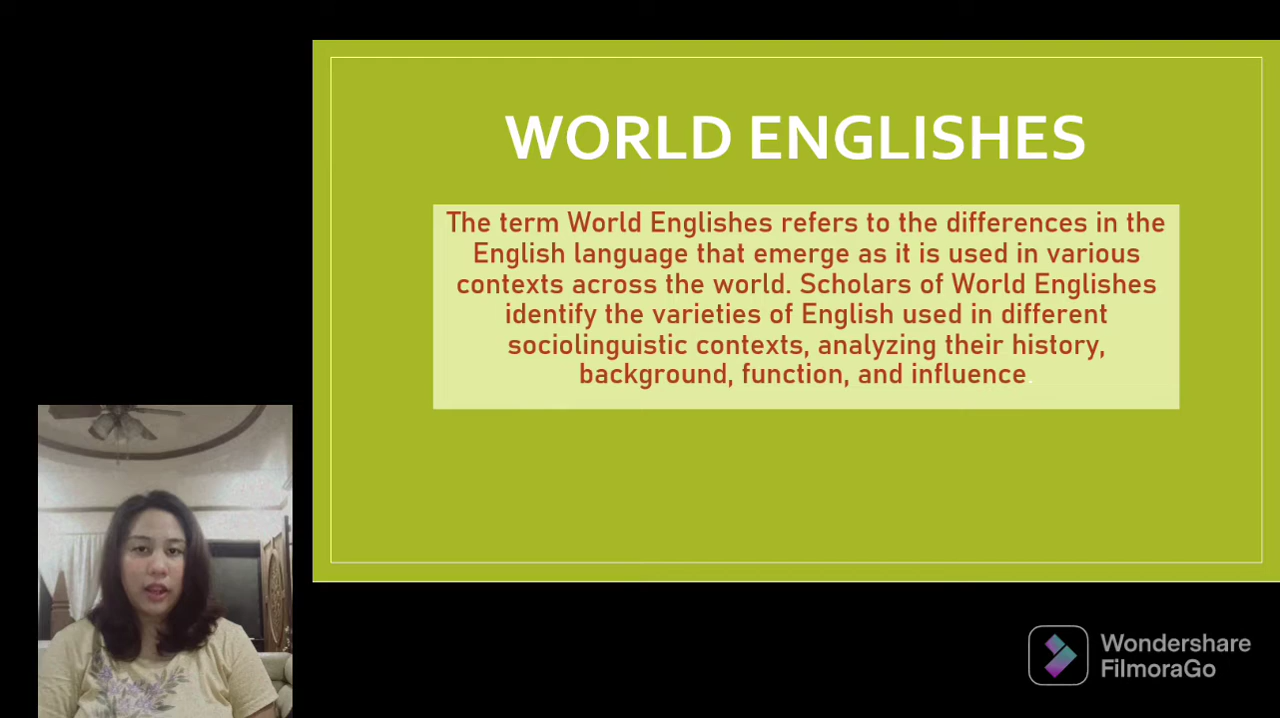 WORLD ENGLISHES
The term World Englishes refers to the differences in the
English language that emerge as it is used in various
contexts across the world. Scholars of World Englishes
identify the varieties of English used in different
sociolinguistic contexts, analyzing their history,
background, function, and influence.
Wondershare
FilmoraGo